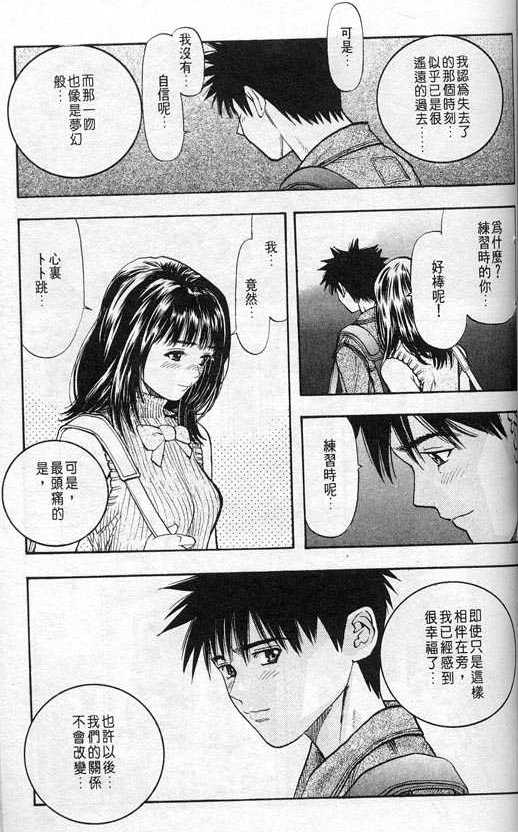 可是…
我認為失去了
的那個時刻…
似乎已是很
遙遠的過去……
我沒有…
自信呢…
而那一吻
也像是夢幻
般…
為什麼?
練習時的你…
好棒呢!
我…
竟然…
心裏
卜卜跳…
練習時呢…
可是,
最頭痛的
是,
即使只是這樣
相伴在旁,
我已經感到
很幸福了…
也許以後…
我們的關係
不會改變…